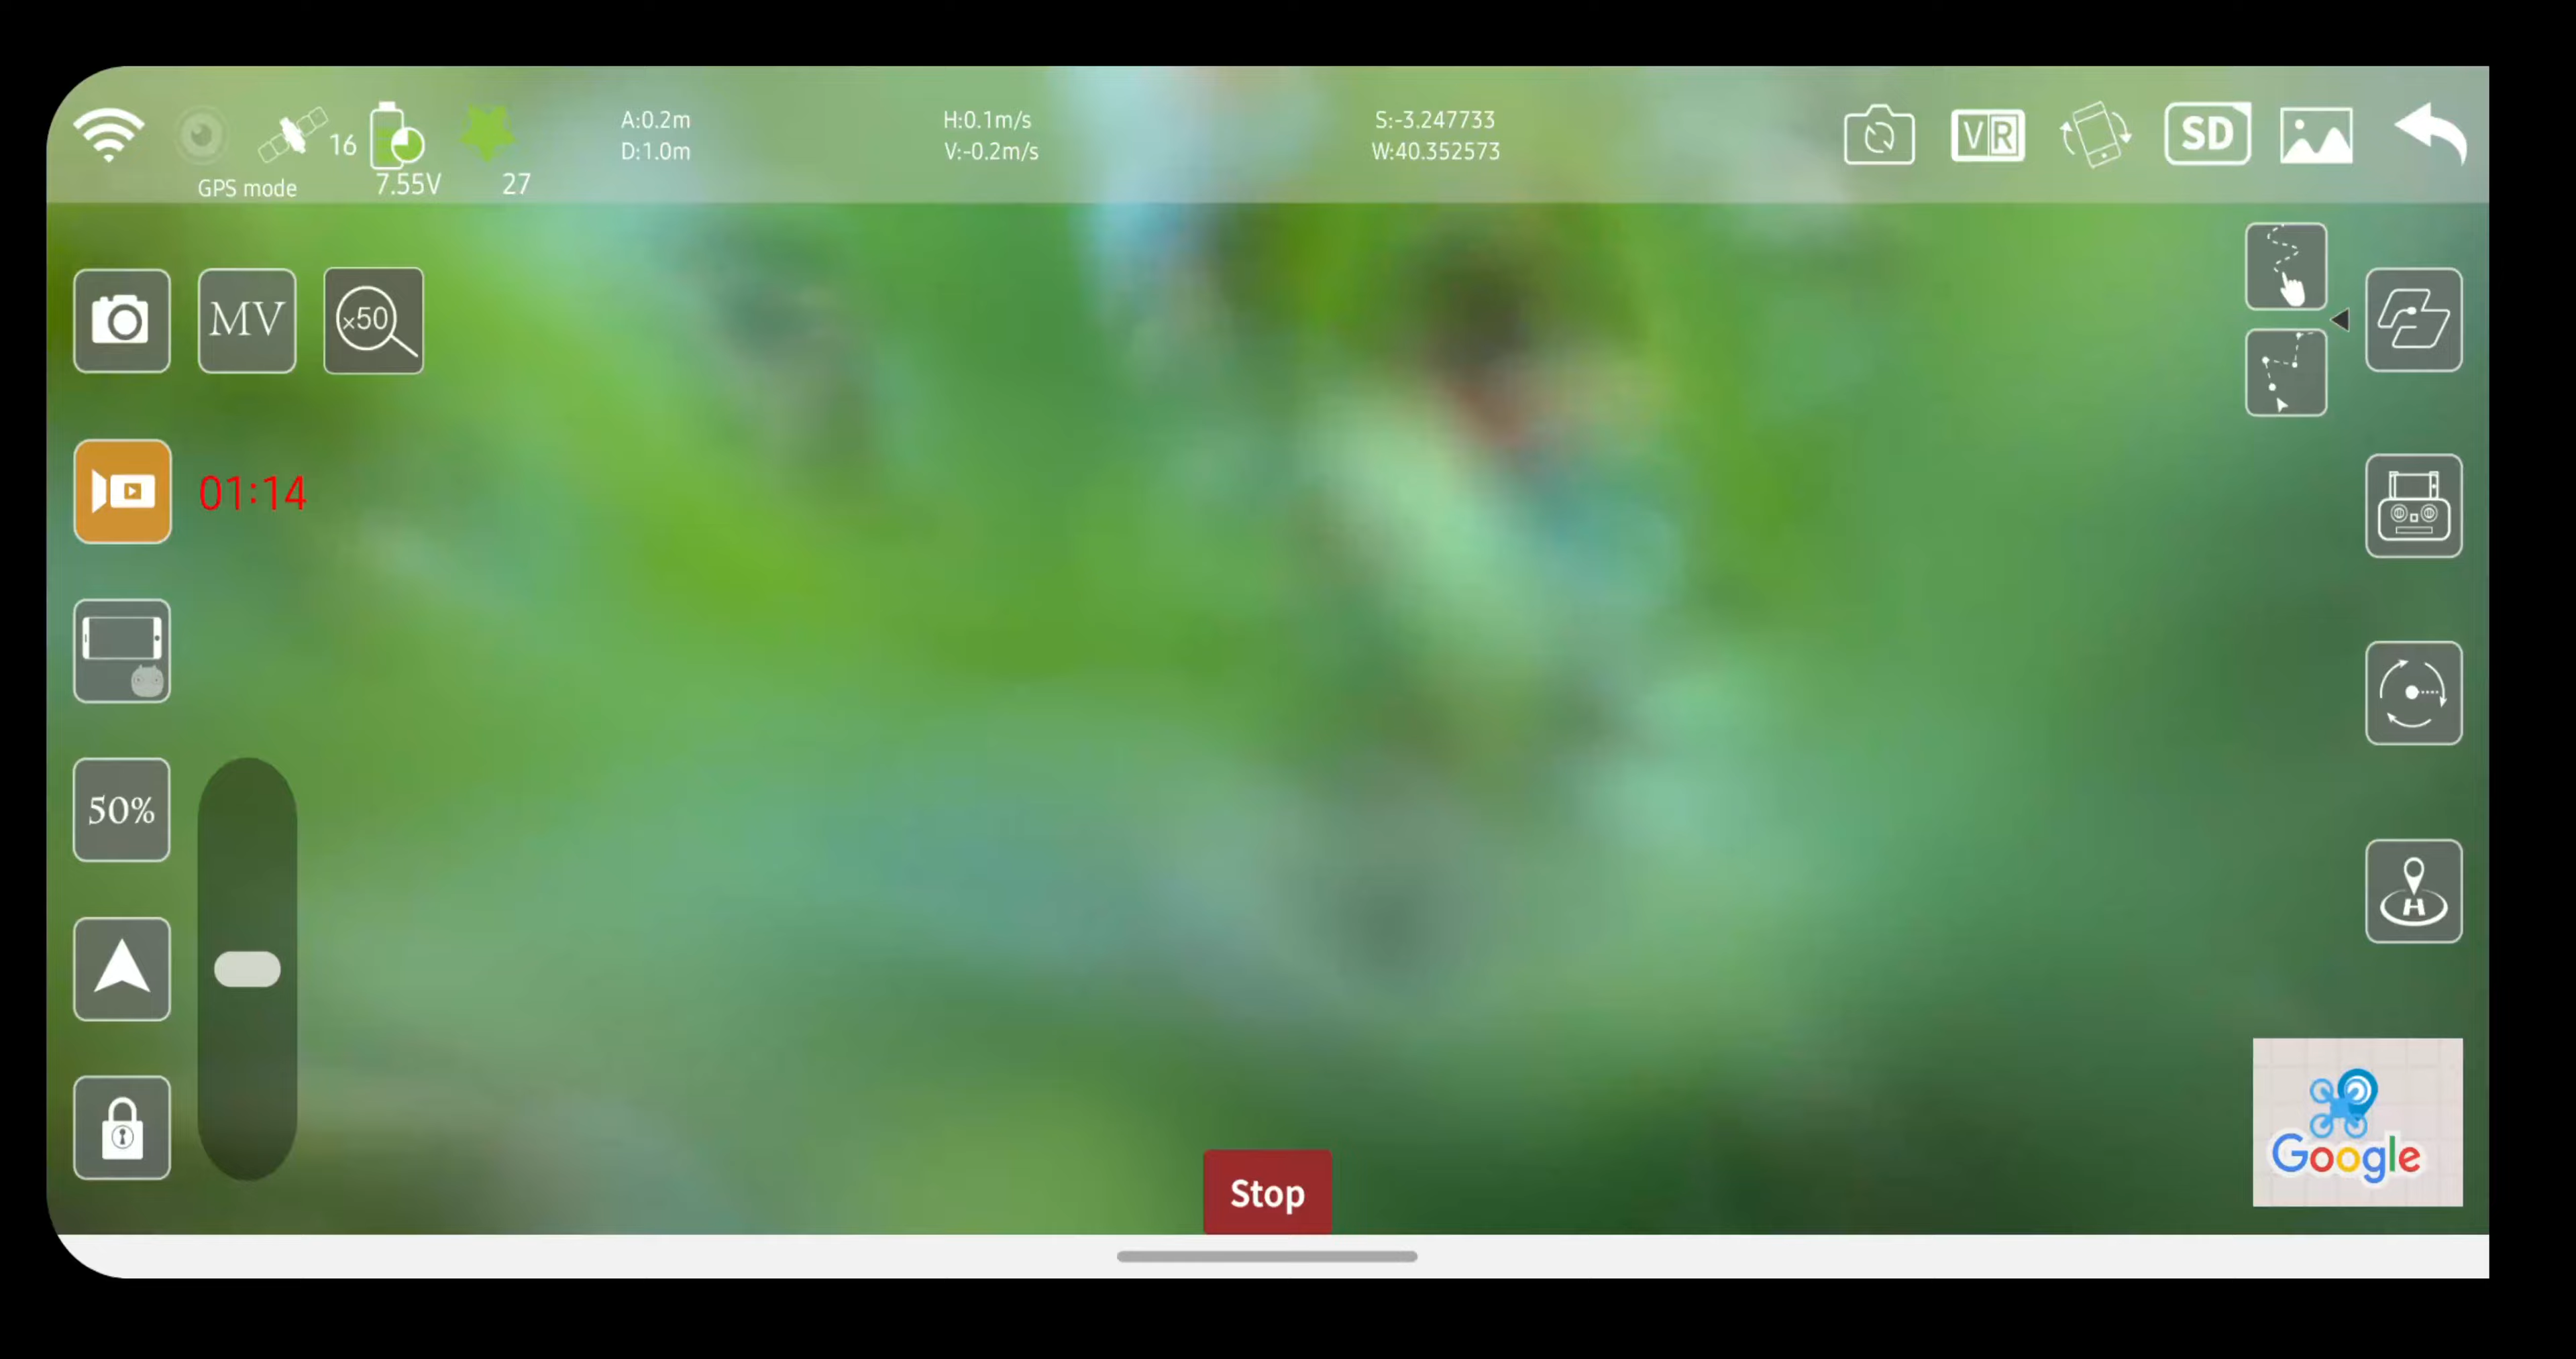 16
GPS mode
7.55V
27
A:0.2m
D:1.0m
H:0.1m/s
V:-0.2m/s
S:-3.247733
W:40.352573
VR
SD
MV
×50
01:14
50%
H
Google
Stop